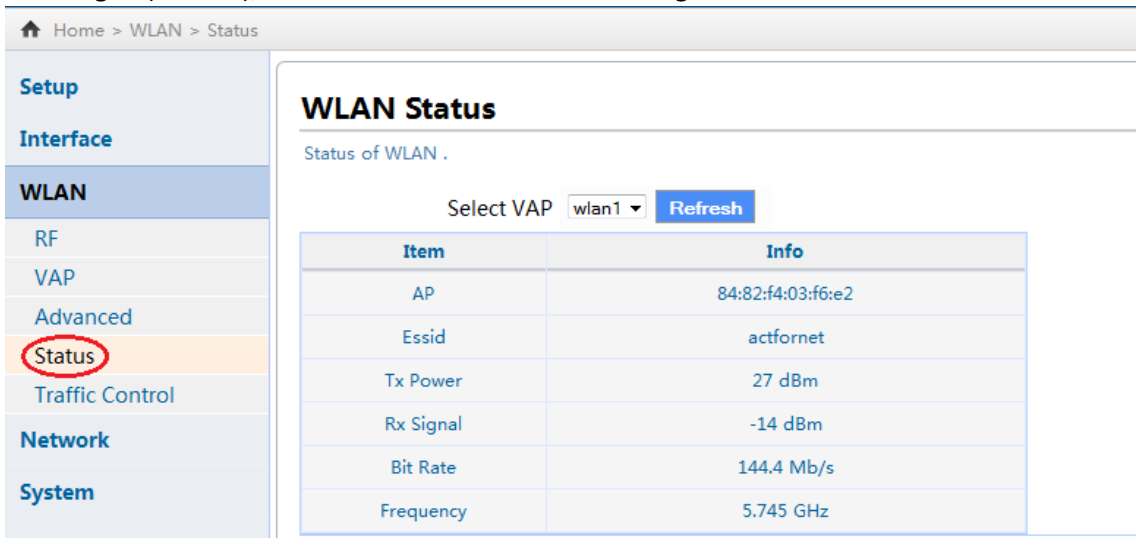 Home > WLAN > Status
Setup
Interface
WLAN
RF
VAP
Advanced
Status
Traffic Control
Network
System
WLAN Status
Status of WLAN .
Select VAP wlan1 Refresh
Item Info
AP 84:82:f4:03:f6:e2
Essid actfornet
Tx Power 27 dBm
Rx Signal -14 dBm
Bit Rate 144.4 Mb/s
Frequency 5.745 GHz